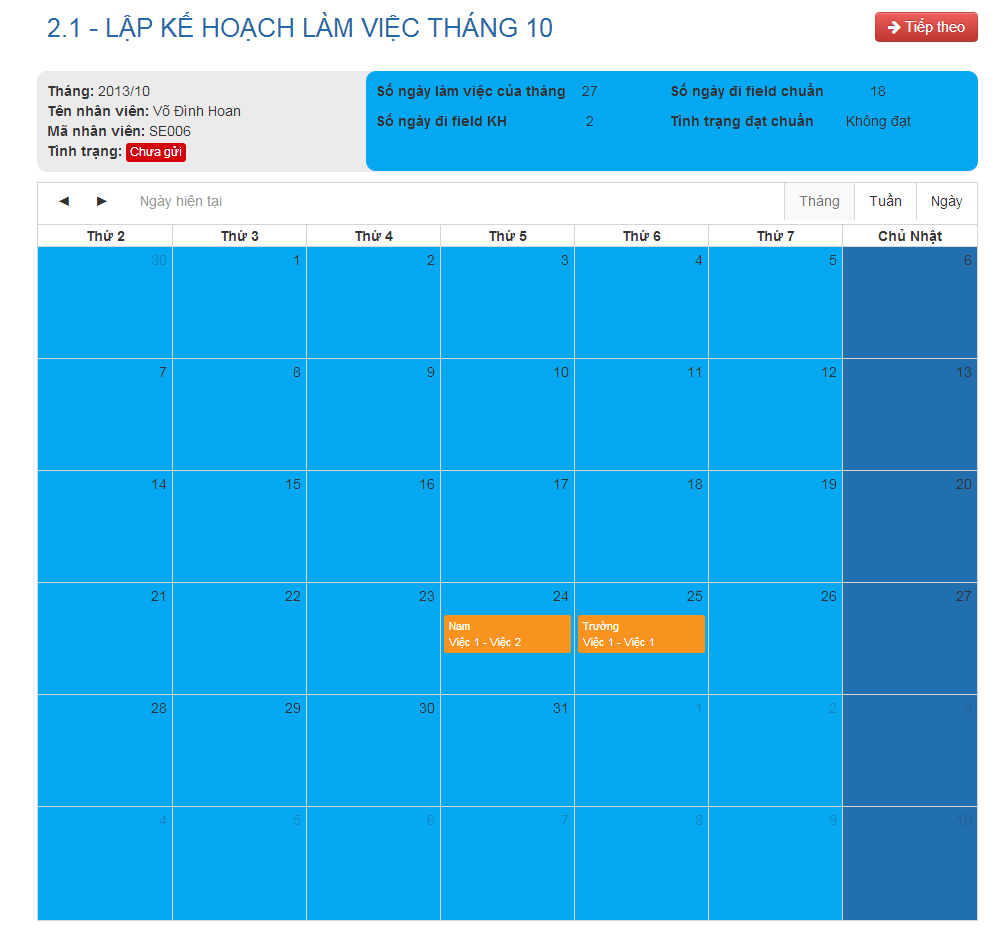 2.1 - LẬP KẾ HOẠCH LÀM VIỆC THÁNG 10
Tiếp theo
Tháng: 2013/10
Tên nhân viên: Võ Đình Hoan
Mã nhân viên: SE006
Tình trạng: Chưa gửi
Số ngày làm việc của tháng 27 Số ngày đi field chuẩn 18
Số ngày đi field KH 2 Tình trạng đạt chuẩn Không đạt
◄ ► Ngày hiện tại Tháng Tuần Ngày
Thứ 2 Thứ 3 Thứ 4 Thứ 5 Thứ 6 Thứ 7 Chủ Nhật
30 1 2 3 4 5 6
7 8 9 10 11 12 13
14 15 16 17 18 19 20
21 22 23 24 25 26 27
Nam Trưởng
Việc 1 - Việc 2 Việc 1 - Việc 1
28 29 30 31 1 2 3
4 5 6 7 8 9 10